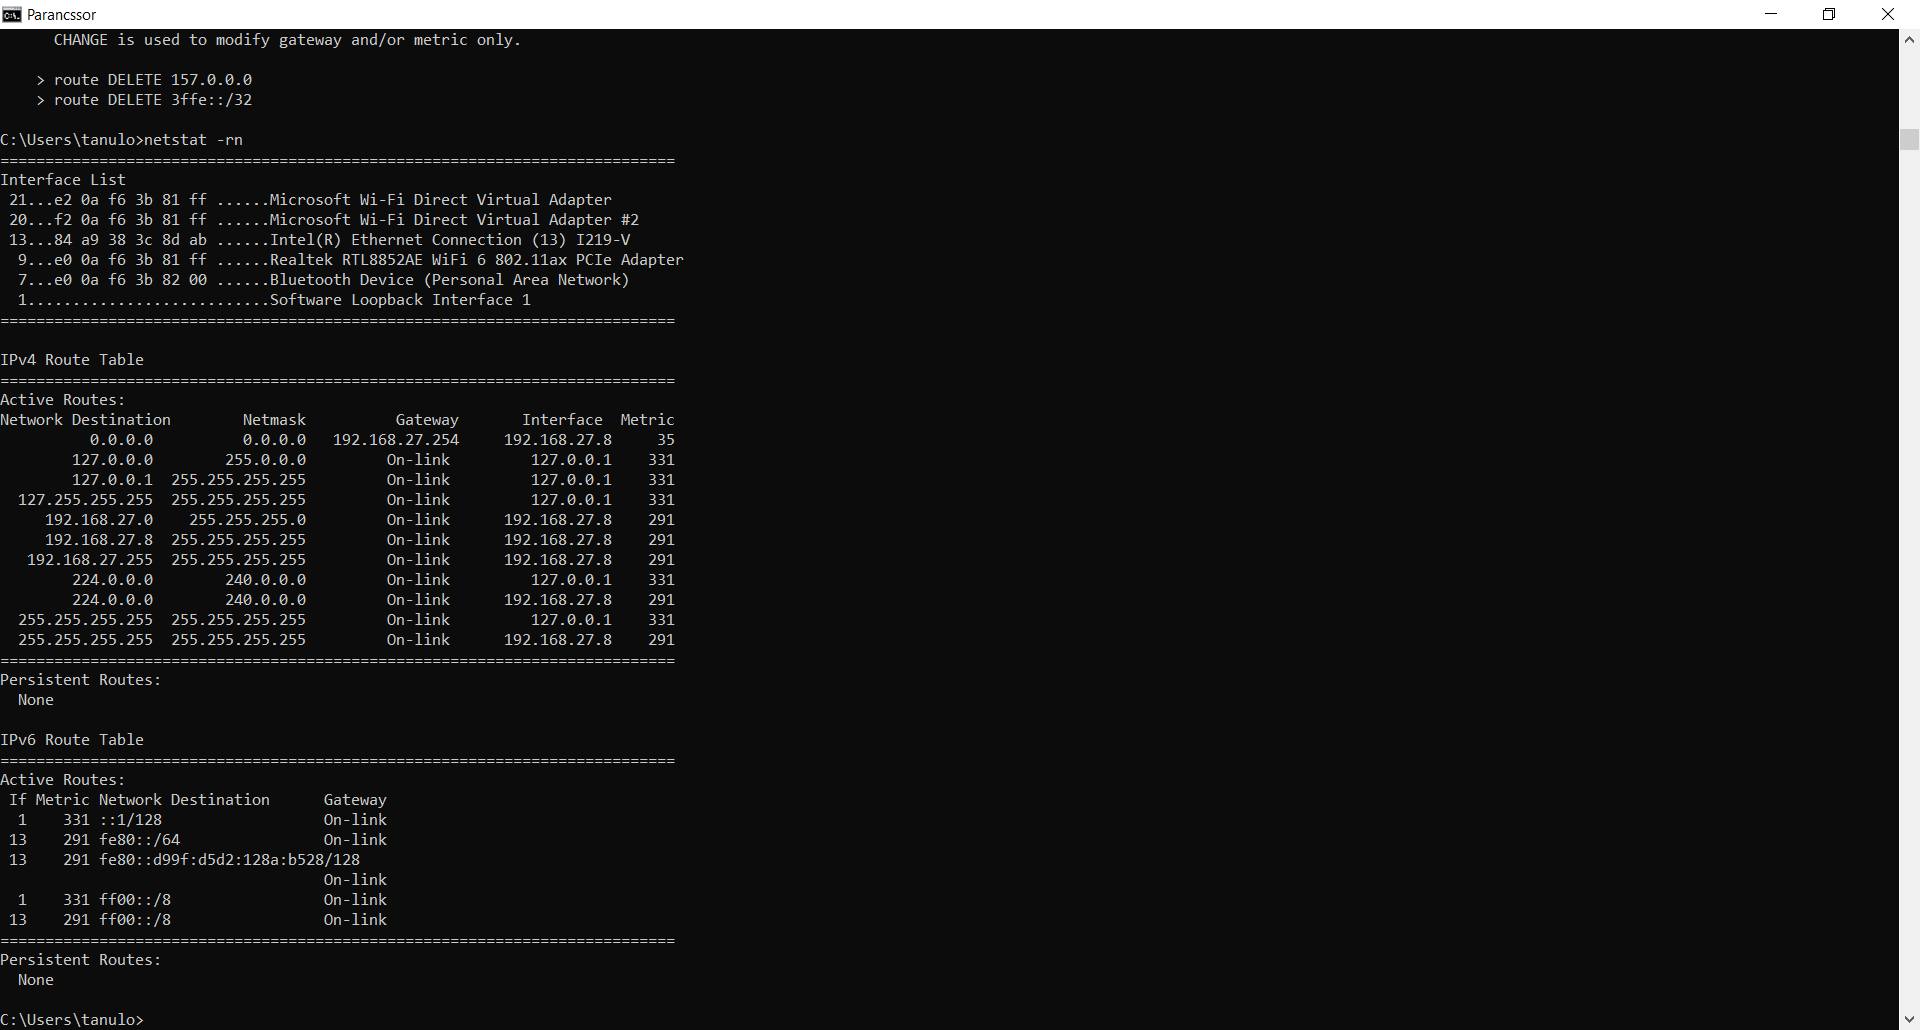 Parancssor
      CHANGE is used to modify gateway and/or metric only.
    > route DELETE 157.0.0.0
    > route DELETE 3ffe::/32
C:\Users\tanulo>netstat -rn
===========================================================================
Interface List
 21...e2 0a f6 3b 81 ff ......Microsoft Wi-Fi Direct Virtual Adapter
 20...f2 0a f6 3b 81 ff ......Microsoft Wi-Fi Direct Virtual Adapter #2
 13...84 a9 38 3c 8d ab ......Intel(R) Ethernet Connection (13) I219-V
  9...e0 0a f6 3b 81 ff ......Realtek RTL8852AE WiFi 6 802.11ax PCIe Adapter
  7...e0 0a f6 3b 82 00 ......Bluetooth Device (Personal Area Network)
  1...........................Software Loopback Interface 1
===========================================================================
IPv4 Route Table
===========================================================================
Active Routes:
Network Destination        Netmask          Gateway       Interface  Metric
          0.0.0.0          0.0.0.0   192.168.27.254     192.168.27.8     35
        127.0.0.0        255.0.0.0         On-link         127.0.0.1    331
        127.0.0.1  255.255.255.255         On-link         127.0.0.1    331
  127.255.255.255  255.255.255.255         On-link         127.0.0.1    331
     192.168.27.0    255.255.255.0         On-link      192.168.27.8    291
     192.168.27.8  255.255.255.255         On-link      192.168.27.8    291
   192.168.27.255  255.255.255.255         On-link      192.168.27.8    291
        224.0.0.0        240.0.0.0         On-link         127.0.0.1    331
        224.0.0.0        240.0.0.0         On-link      192.168.27.8    291
  255.255.255.255  255.255.255.255         On-link         127.0.0.1    331
  255.255.255.255  255.255.255.255         On-link      192.168.27.8    291
===========================================================================
Persistent Routes:
  None
IPv6 Route Table
===========================================================================
Active Routes:
 If Metric Network Destination      Gateway
  1    331 ::1/128                  On-link
 13    291 fe80::/64                On-link
 13    291 fe80::d99f:d5d2:128a:b528/128
                                    On-link
  1    331 ff00::/8                 On-link
 13    291 ff00::/8                 On-link
===========================================================================
Persistent Routes:
  None
C:\Users\tanulo>